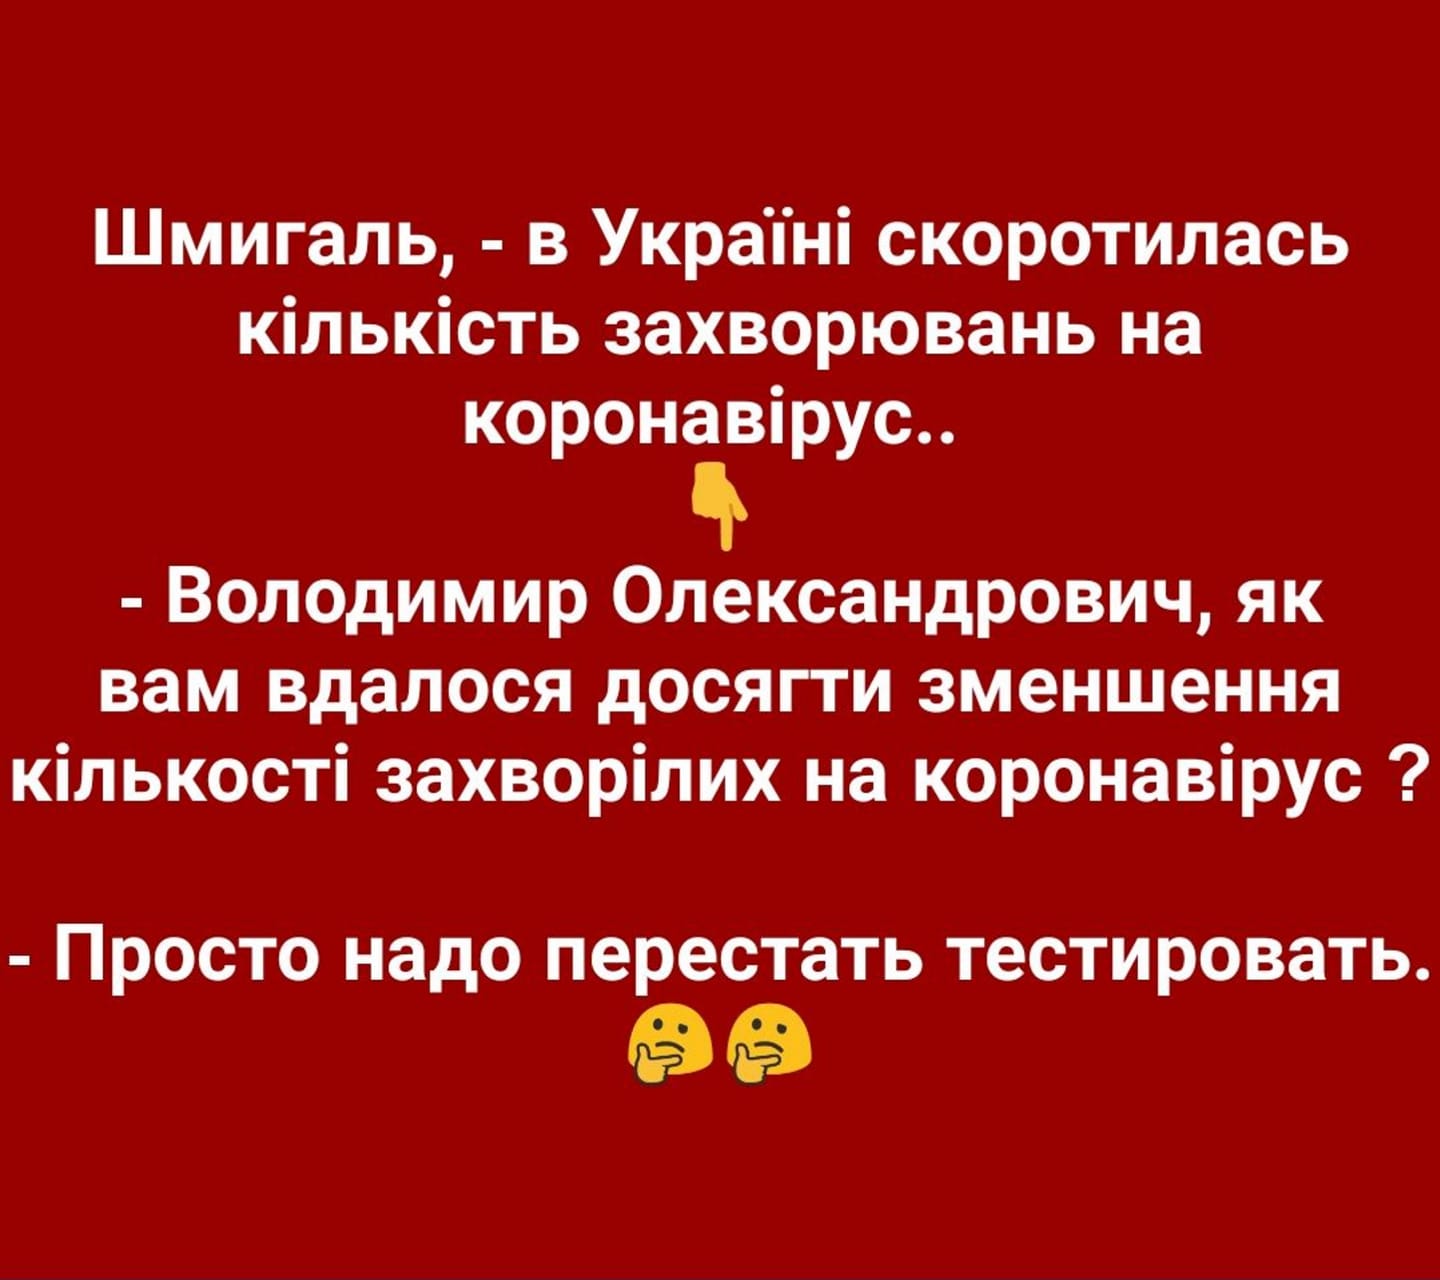 Шмигаль, - в Україні скоротилась
кількість захворювань на
коронавірус..
👇
- Володимир Олександрович, як
вам вдалося досягти зменшення
кількості захворілих на коронавірус ?
- Просто надо перестать тестировать.
🤔🤔